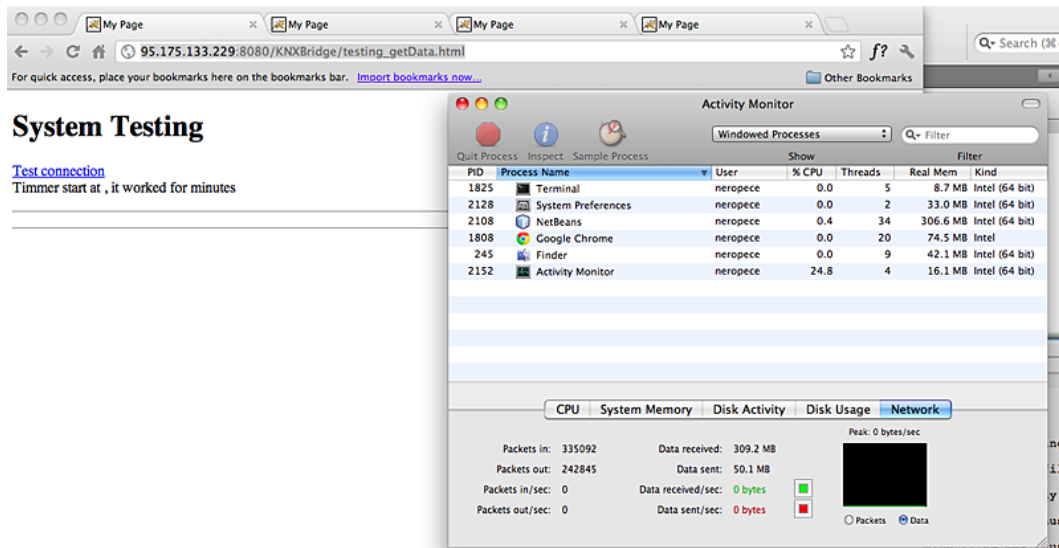 My Page
My Page
My Page
My Page
95.175.133.229:8080/KNXBridge/testing_getData.html
f?
Search (⌘
For quick access, place your bookmarks here on the bookmarks bar. Import bookmarks now...
Other Bookmarks
System Testing
Test connection
Timmer start at , it worked for minutes
Activity Monitor
Windowed Processes
Filter
Quit Process Inspect Sample Process Show Filter
PID Process Name User % CPU Threads Real Mem Kind
1825 Terminal neropece 0.0 5 8.7 MB Intel (64 bit)
2128 System Preferences neropece 0.0 2 33.0 MB Intel (64 bit)
2108 NetBeans neropece 0.4 34 306.6 MB Intel (64 bit)
1808 Google Chrome neropece 0.0 20 74.5 MB Intel
245 Finder neropece 0.0 9 42.1 MB Intel (64 bit)
2152 Activity Monitor neropece 24.8 4 16.1 MB Intel (64 bit)
CPU System Memory Disk Activity Disk Usage Network
Peak: 0 bytes/sec
Packets in: 335092 Data received: 309.2 MB
Packets out: 242845 Data sent: 50.1 MB
Packets in/sec: 0 Data received/sec: 0 bytes
Packets out/sec: 0 Data sent/sec: 0 bytes
Packets Data